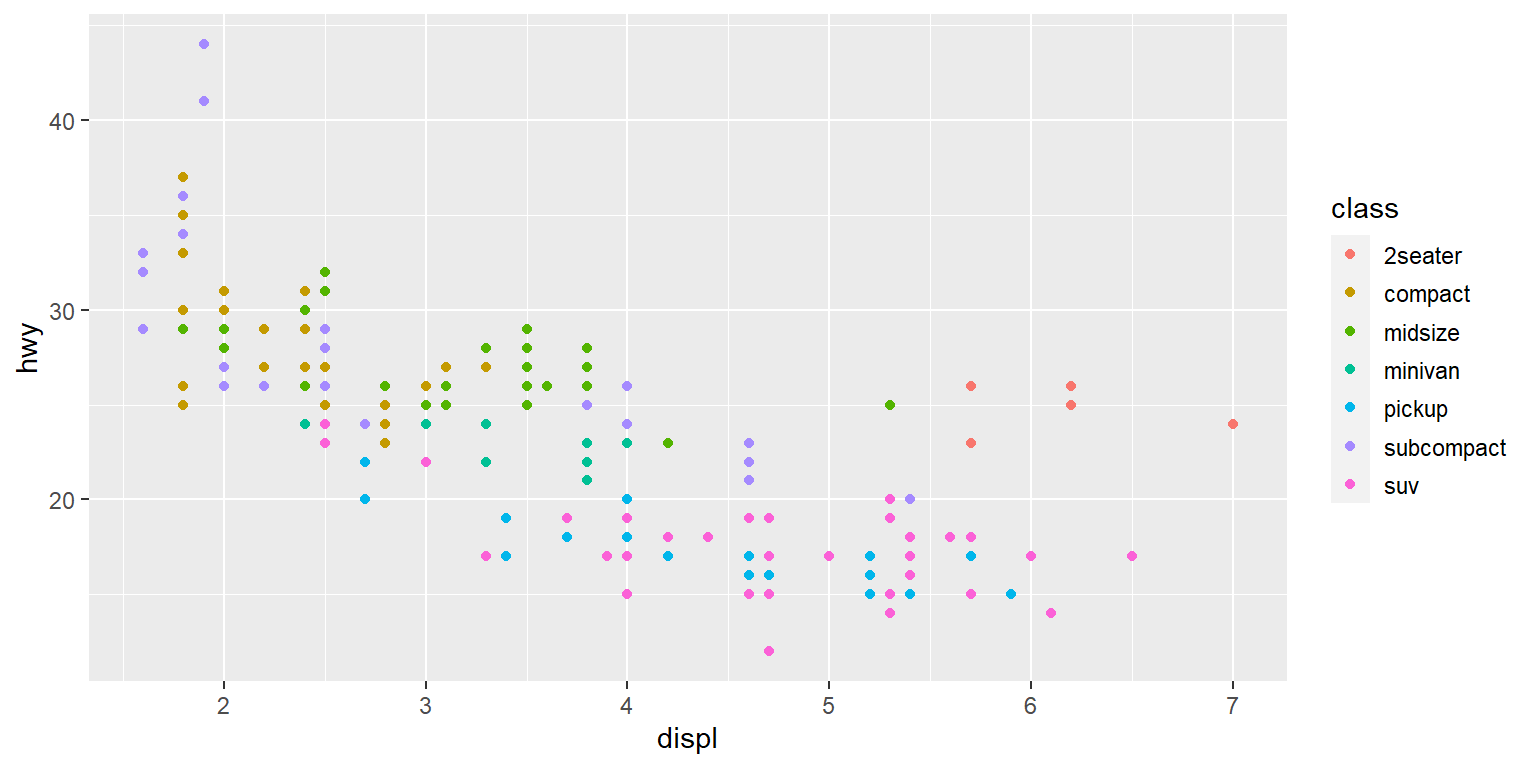 40
30
20
hwy
2
3
4
5
6
7
displ
class
2seater
compact
midsize
minivan
pickup
subcompact
suv